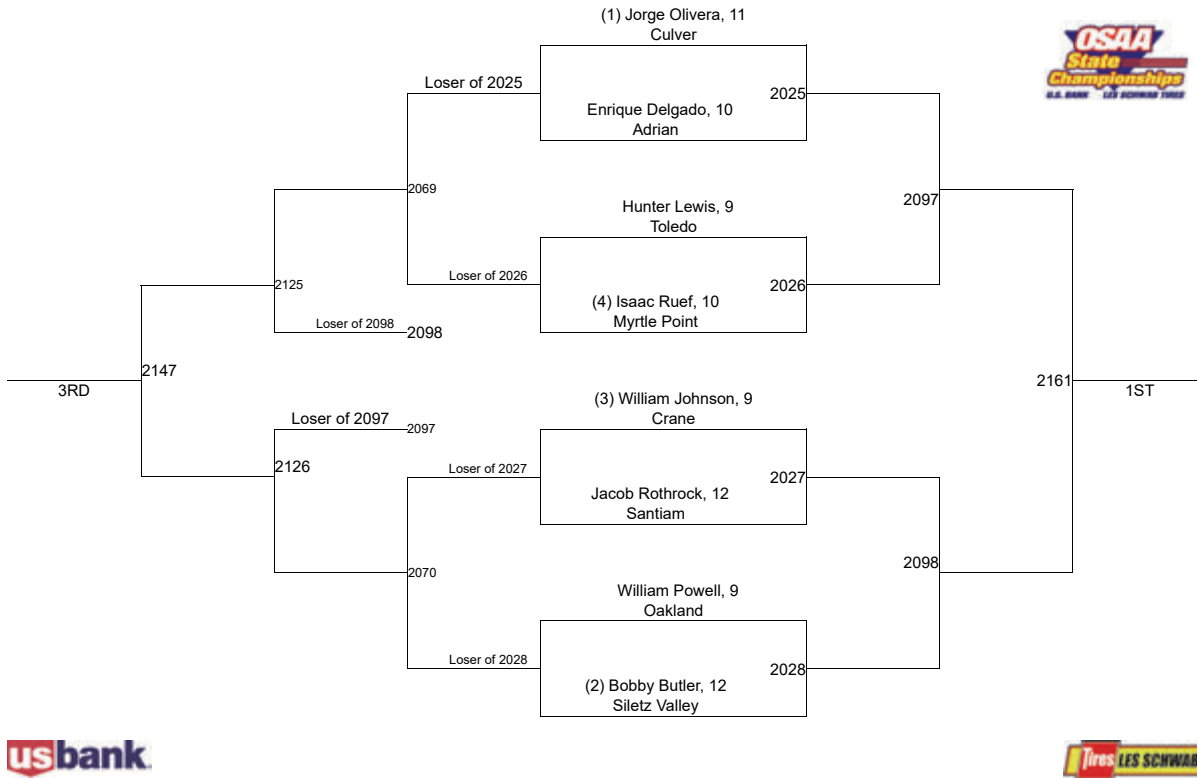 (1) Jorge Olivera, 11
Culver
OSAA
State
Championships
U.S. BANK LES SCHWAB TIRES
Loser of 2025
2025
Enrique Delgado, 10
Adrian
2069
2097
Hunter Lewis, 9
Toledo
Loser of 2026
2026
2125
(4) Isaac Ruef, 10
Myrtle Point
Loser of 2098
2098
2147
3RD
2161
1ST
(3) William Johnson, 9
Crane
Loser of 2097
2097
2126
Loser of 2027
2027
Jacob Rothrock, 12
Santiam
2070
2098
William Powell, 9
Oakland
Loser of 2028
2028
(2) Bobby Butler, 12
Siletz Valley
usbank
Tires LES SCHWAB